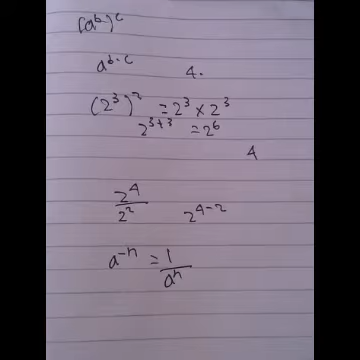 (a^b)^c
a^{b·c}
4.
(2^3)^2 = 2^3 × 2^3
2^{3+3} = 2^6
4
2^4/2^2 2^{4-2}
a^{-n} = 1/a^n